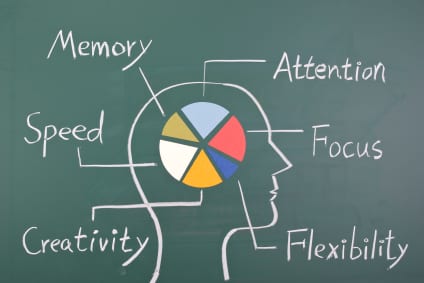 Memory
Attention
Speed
Focus
Creativity
Flexibility